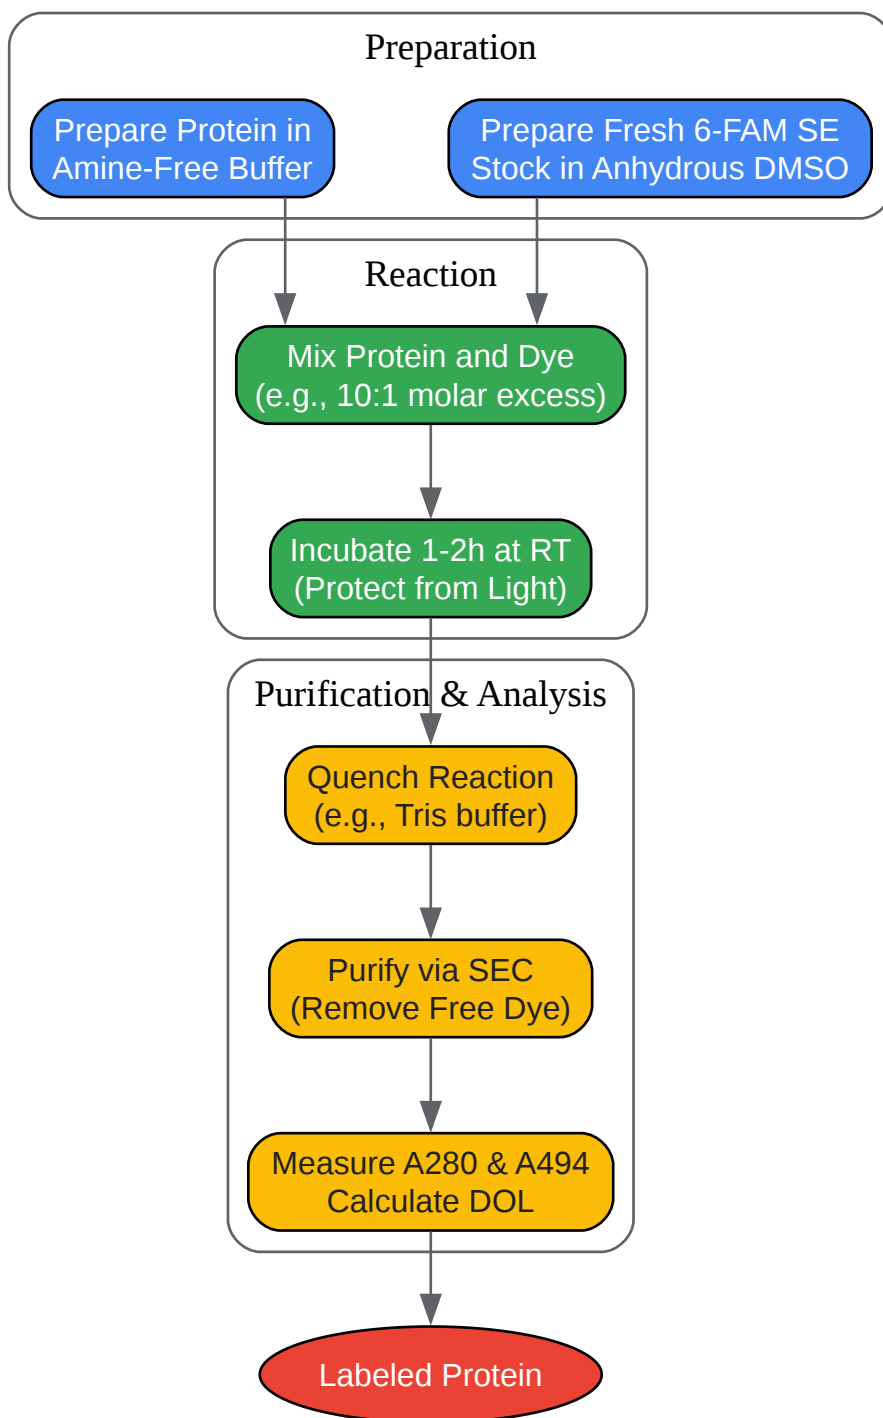 Preparation
Prepare Protein in
Amine-Free Buffer
Prepare Fresh 6-FAM SE
Stock in Anhydrous DMSO
Reaction
Mix Protein and Dye
(e.g., 10:1 molar excess)
Incubate 1-2h at RT
(Protect from Light)
Purification & Analysis
Quench Reaction
(e.g., Tris buffer)
Purify via SEC
(Remove Free Dye)
Measure A280 & A494
Calculate DOL
Labeled Protein